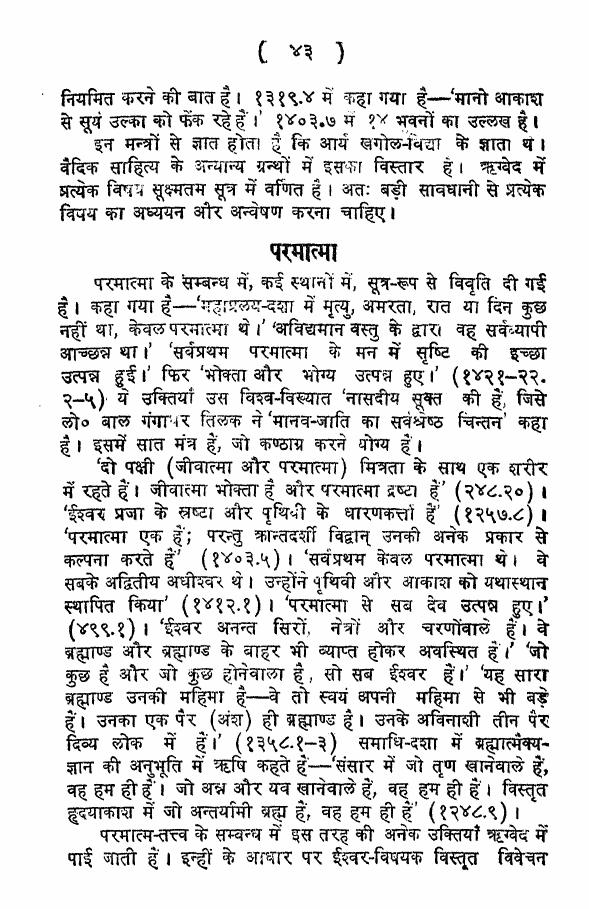 ( ४३ )
नियमित करने की बात है। १३१९.४ में कहा गया है—'मानो आकाश
से सूर्य उल्का को फेंक रहे हैं।' १४०३.७ में १४ भवनों का उल्लख है।
इन मन्त्रों से ज्ञात होता है कि आर्य खगोल-विद्या के ज्ञाता थे।
वैदिक साहित्य के अन्यान्य ग्रन्थों में इसका विस्तार है। ऋग्वेद में
प्रत्येक विषय सूक्ष्मतम सूत्र में वर्णित है। अतः बड़ी सावधानी से प्रत्येक
विषय का अध्ययन और अन्वेषण करना चाहिए।
परमात्मा
परमात्मा के सम्बन्ध में, कई स्थानों में, सूत्र-रूप से विवृति दी गई
है। कहा गया है—'महाप्रलय-दशा में मृत्यु, अमरता, रात या दिन कुछ
नहीं था, केवल परमात्मा थे।' 'अविद्यमान वस्तु के द्वारा वह सर्वव्यापी
आच्छन्न था।' 'सर्वप्रथम परमात्मा के मन में सृष्टि की इच्छा
उत्पन्न हुई।' फिर 'भोक्ता और भोग्य उत्पन्न हुए।' (१४२१–२२.
२–५) ये उक्तियाँ उस विश्व-विख्यात 'नासदीय सूक्त की हैं, जिसे
लो० बाल गंगाधर तिलक ने 'मानव-जाति का सर्वश्रेष्ठ चिन्तन' कहा
है। इसमें सात मंत्र हैं, जो कण्ठाग्र करने योग्य हैं।
'दो पक्षी (जीवात्मा और परमात्मा) मित्रता के साथ एक शरीर
में रहते हैं। जीवात्मा भोक्ता है और परमात्मा द्रष्टा हैं' (२४८.२०)।
'ईश्वर प्रजा के स्रष्टा और पृथिवी के धारणकर्त्ता हैं' (१२५७.८)।
'परमात्मा एक हैं; परन्तु क्रान्तदर्शी विद्वान् उनकी अनेक प्रकार से
कल्पना करते हैं' (१४०३.५)। 'सर्वप्रथम केवल परमात्मा थे। वे
सबके अद्वितीय अधीश्वर थे। उन्होंने पृथिवी और आकाश को यथास्थान
स्थापित किया' (१४१२.१)। 'परमात्मा से सब देव उत्पन्न हुए।'
(४९९.१)। 'ईश्वर अनन्त सिरों, नेत्रों और चरणोंवाले हैं। वे
ब्रह्माण्ड और ब्रह्माण्ड के बाहर भी व्याप्त होकर अवस्थित हैं।' 'जो
कुछ है और जो कुछ होनेवाला है, सो सब ईश्वर हैं।' 'यह सारा
ब्रह्माण्ड उनकी महिमा है—वे तो स्वयं अपनी महिमा से भी बड़े
हैं। उनका एक पैर (अंश) ही ब्रह्माण्ड है। उनके अविनाशी तीन पैर
दिव्य लोक में हैं।' (१३५८.१–३) समाधि-दशा में ब्रह्मात्मैक्य-
ज्ञान की अनुभूति में ऋषि कहते हैं—'संसार में जो तृण खानेवाले हैं,
वह हम ही हैं। जो अन्न और यव खानेवाले हैं, वह हम ही हैं। विस्तृत
हृदयाकाश में जो अन्तर्यामी ब्रह्म हैं, वह हम ही हैं' (१२४८.९)।
परमात्म-तत्त्व के सम्बन्ध में इस तरह की अनेक उक्तियाँ ऋग्वेद में
पाई जाती हैं। इन्हीं के आधार पर ईश्वर-विषयक विस्तृत विवेचन